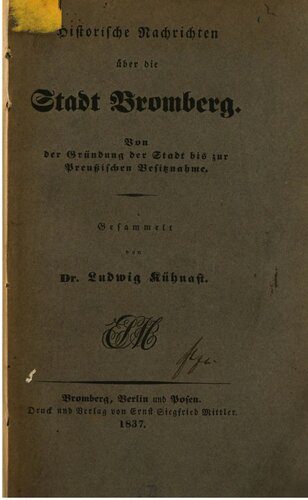 Historische Nachrichten
über die
Stadt Bromberg.
Von
der Gründung der Stadt bis zur
Preußischen Besitznahme.
Gesammelt
von
Dr. Ludwig Kühnast.
ESM
Bromberg, Berlin und Posen.
Druck und Verlag von Ernst Siegfried Mittler.
1837.